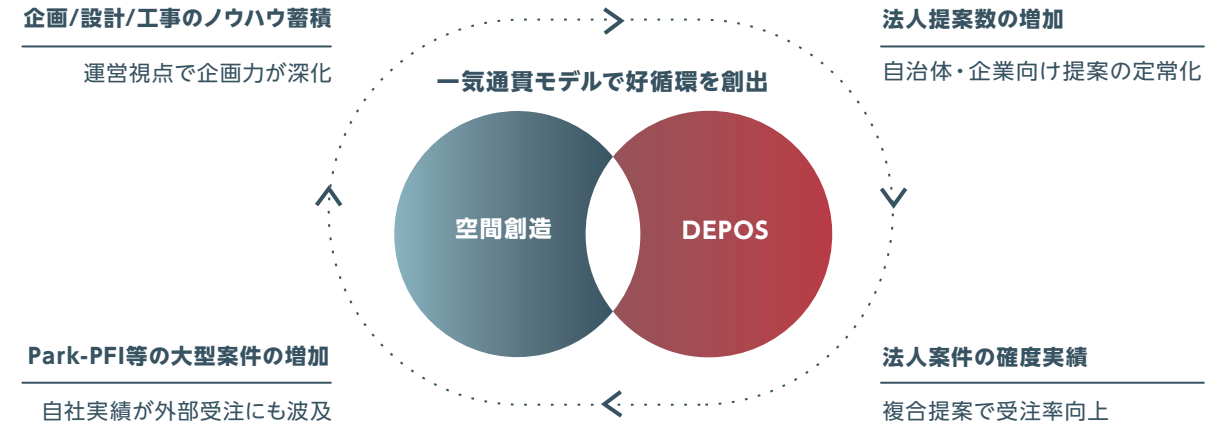 企画/設計/工事のノウハウ蓄積
運営視点で企画力が深化
法人提案数の増加
自治体・企業向け提案の定常化
一気通貫モデルで好循環を創出
空間創造
DEPOS
Park-PFI等の大型案件の増加
自社実績が外部受注にも波及
法人案件の確度実績
複合提案で受注率向上